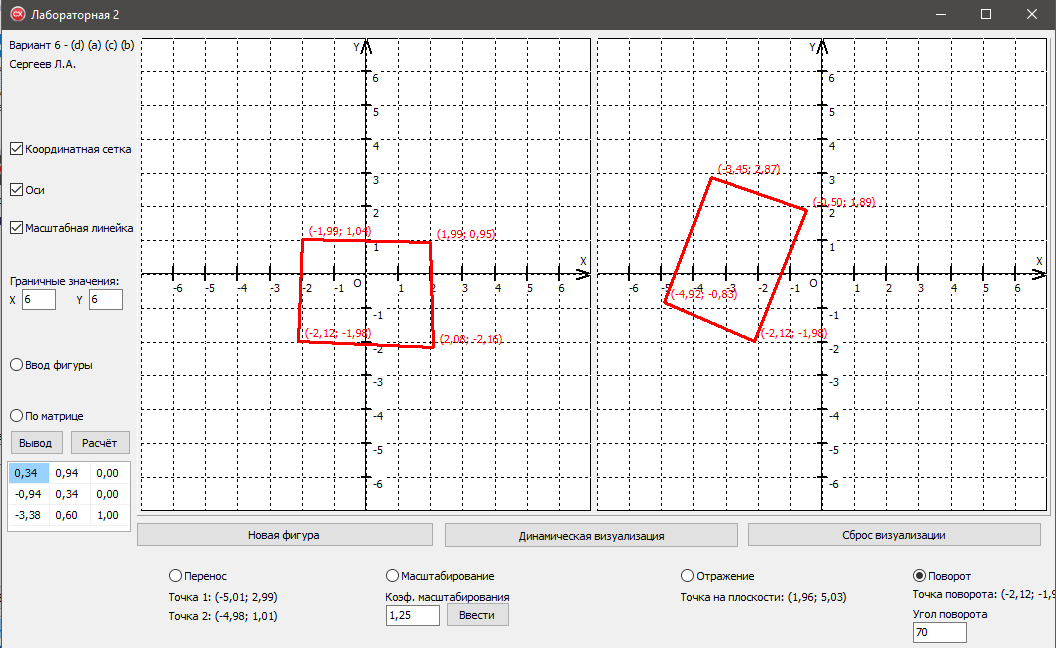 Лабораторная 2
Вариант 6 - (d) (a) (c) (b)
Сергеев Л.А.
Координатная сетка
Оси
Масштабная линейка
Граничные значения:
X 6 Y 6
Ввод фигуры
По матрице
Вывод Расчёт
0,34 0,94 0,00
-0,94 0,34 0,00
-3,38 0,60 1,00
Y
6
5
4
3
2
1
(-1,99; 1,04) (1,99; 0,95)
X
O
-6 -5 -4 -3 -2 -1 1 2 3 4 5 6
-1
(-2,12; -1,98) (2,08; -2,16)
-2
-3
-4
-5
-6
Y
6
5
4
3
2
1
(-3,45; 2,87)
(-0,50; 1,89)
X
O
-6 -5 -4 -3 -2 -1 1 2 3 4 5 6
(-4,92; -0,83)
-1
(-2,12; -1,98)
-2
-3
-4
-5
-6
Новая фигура Динамическая визуализация Сброс визуализации
Перенос
Точка 1: (-5,01; 2,99)
Точка 2: (-4,98; 1,01)
Масштабирование
Коэф. масштабирования
1,25 Ввести
Отражение
Точка на плоскости: (1,96; 5,03)
Поворот
Точка поворота: (-2,12; -1,9
Угол поворота
70